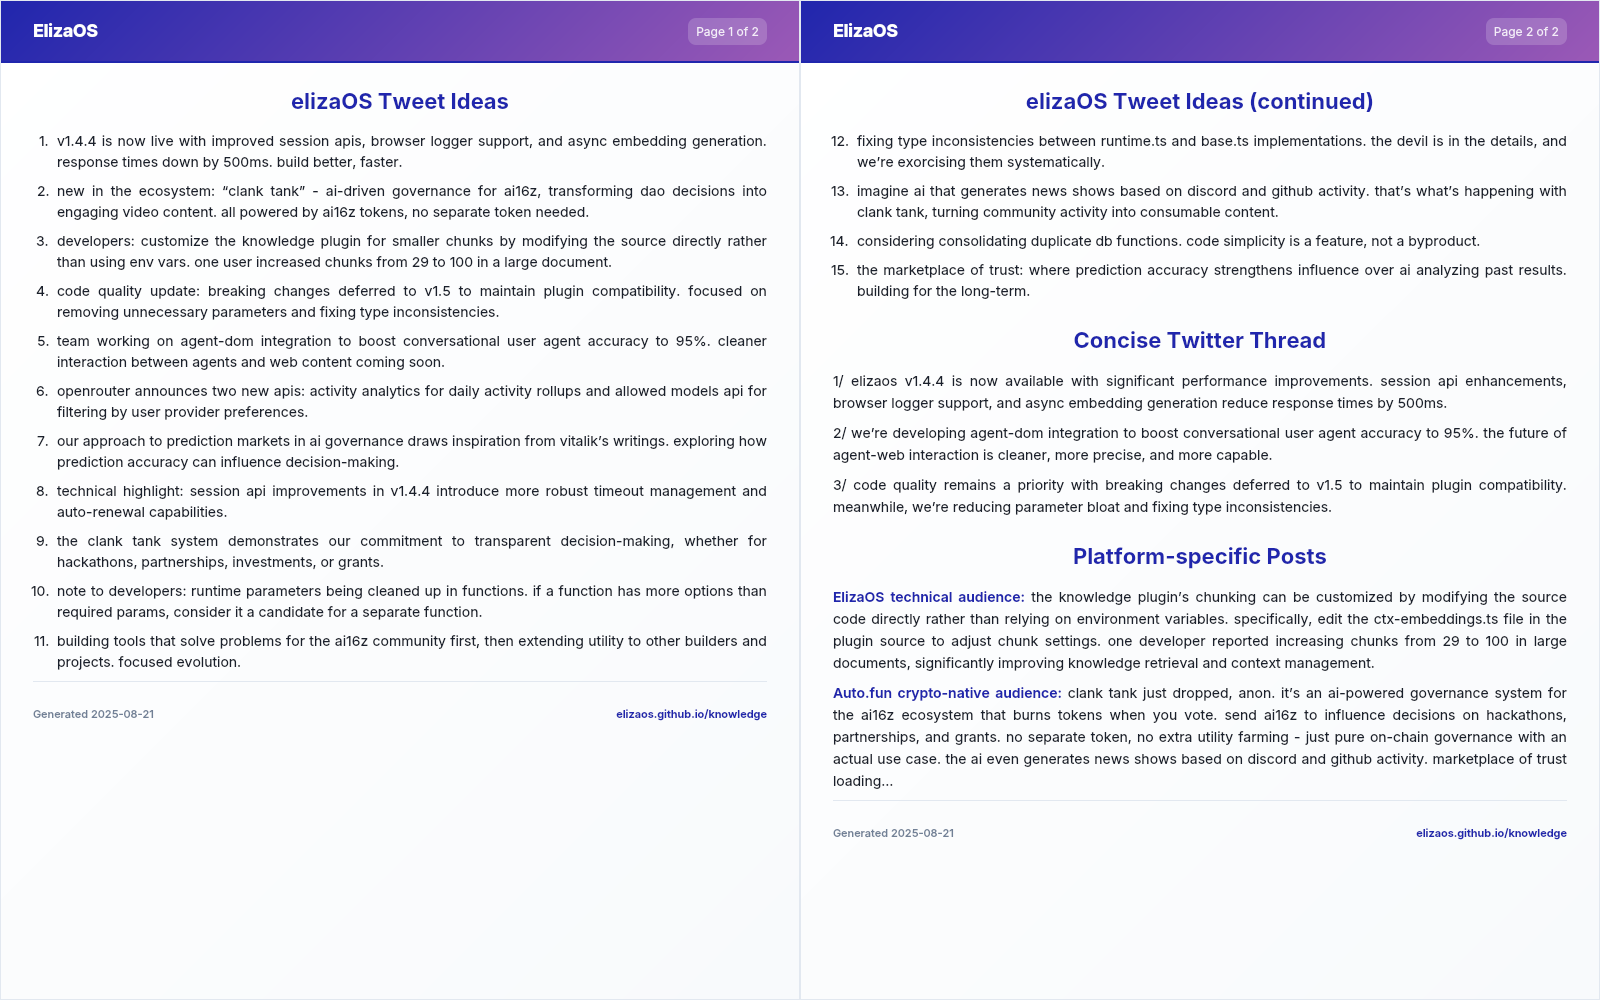 ElizaOS
Page 1 of 2
elizaOS Tweet Ideas
1. v1.4.4 is now live with improved session apis, browser logger support, and async embedding generation.
response times down by 500ms. build better, faster.
2. new in the ecosystem: “clank tank” - ai-driven governance for ai16z, transforming dao decisions into
engaging video content. all powered by ai16z tokens, no separate token needed.
3. developers: customize the knowledge plugin for smaller chunks by modifying the source directly rather
than using env vars. one user increased chunks from 29 to 100 in a large document.
4. code quality update: breaking changes deferred to v1.5 to maintain plugin compatibility. focused on
removing unnecessary parameters and fixing type inconsistencies.
5. team working on agent-dom integration to boost conversational user agent accuracy to 95%. cleaner
interaction between agents and web content coming soon.
6. openrouter announces two new apis: activity analytics for daily activity rollups and allowed models api for
filtering by user provider preferences.
7. our approach to prediction markets in ai governance draws inspiration from vitalik’s writings. exploring how
prediction accuracy can influence decision-making.
8. technical highlight: session api improvements in v1.4.4 introduce more robust timeout management and
auto-renewal capabilities.
9. the clank tank system demonstrates our commitment to transparent decision-making, whether for
hackathons, partnerships, investments, or grants.
10. note to developers: runtime parameters being cleaned up in functions. if a function has more options than
required params, consider it a candidate for a separate function.
11. building tools that solve problems for the ai16z community first, then extending utility to other builders and
projects. focused evolution.
Generated 2025-08-21
elizaos.github.io/knowledge
ElizaOS
Page 2 of 2
elizaOS Tweet Ideas (continued)
12. fixing type inconsistencies between runtime.ts and base.ts implementations. the devil is in the details, and
we’re exorcising them systematically.
13. imagine ai that generates news shows based on discord and github activity. that’s what’s happening with
clank tank, turning community activity into consumable content.
14. considering consolidating duplicate db functions. code simplicity is a feature, not a byproduct.
15. the marketplace of trust: where prediction accuracy strengthens influence over ai analyzing past results.
building for the long-term.
Concise Twitter Thread
1/ elizaos v1.4.4 is now available with significant performance improvements. session api enhancements,
browser logger support, and async embedding generation reduce response times by 500ms.
2/ we’re developing agent-dom integration to boost conversational user agent accuracy to 95%. the future of
agent-web interaction is cleaner, more precise, and more capable.
3/ code quality remains a priority with breaking changes deferred to v1.5 to maintain plugin compatibility.
meanwhile, we’re reducing parameter bloat and fixing type inconsistencies.
Platform-specific Posts
ElizaOS technical audience: the knowledge plugin’s chunking can be customized by modifying the source
code directly rather than relying on environment variables. specifically, edit the ctx-embeddings.ts file in the
plugin source to adjust chunk settings. one developer reported increasing chunks from 29 to 100 in large
documents, significantly improving knowledge retrieval and context management.
Auto.fun crypto-native audience: clank tank just dropped, anon. it’s an ai-powered governance system for
the ai16z ecosystem that burns tokens when you vote. send ai16z to influence decisions on hackathons,
partnerships, and grants. no separate token, no extra utility farming - just pure on-chain governance with an
actual use case. the ai even generates news shows based on discord and github activity. marketplace of trust
loading...
Generated 2025-08-21
elizaos.github.io/knowledge